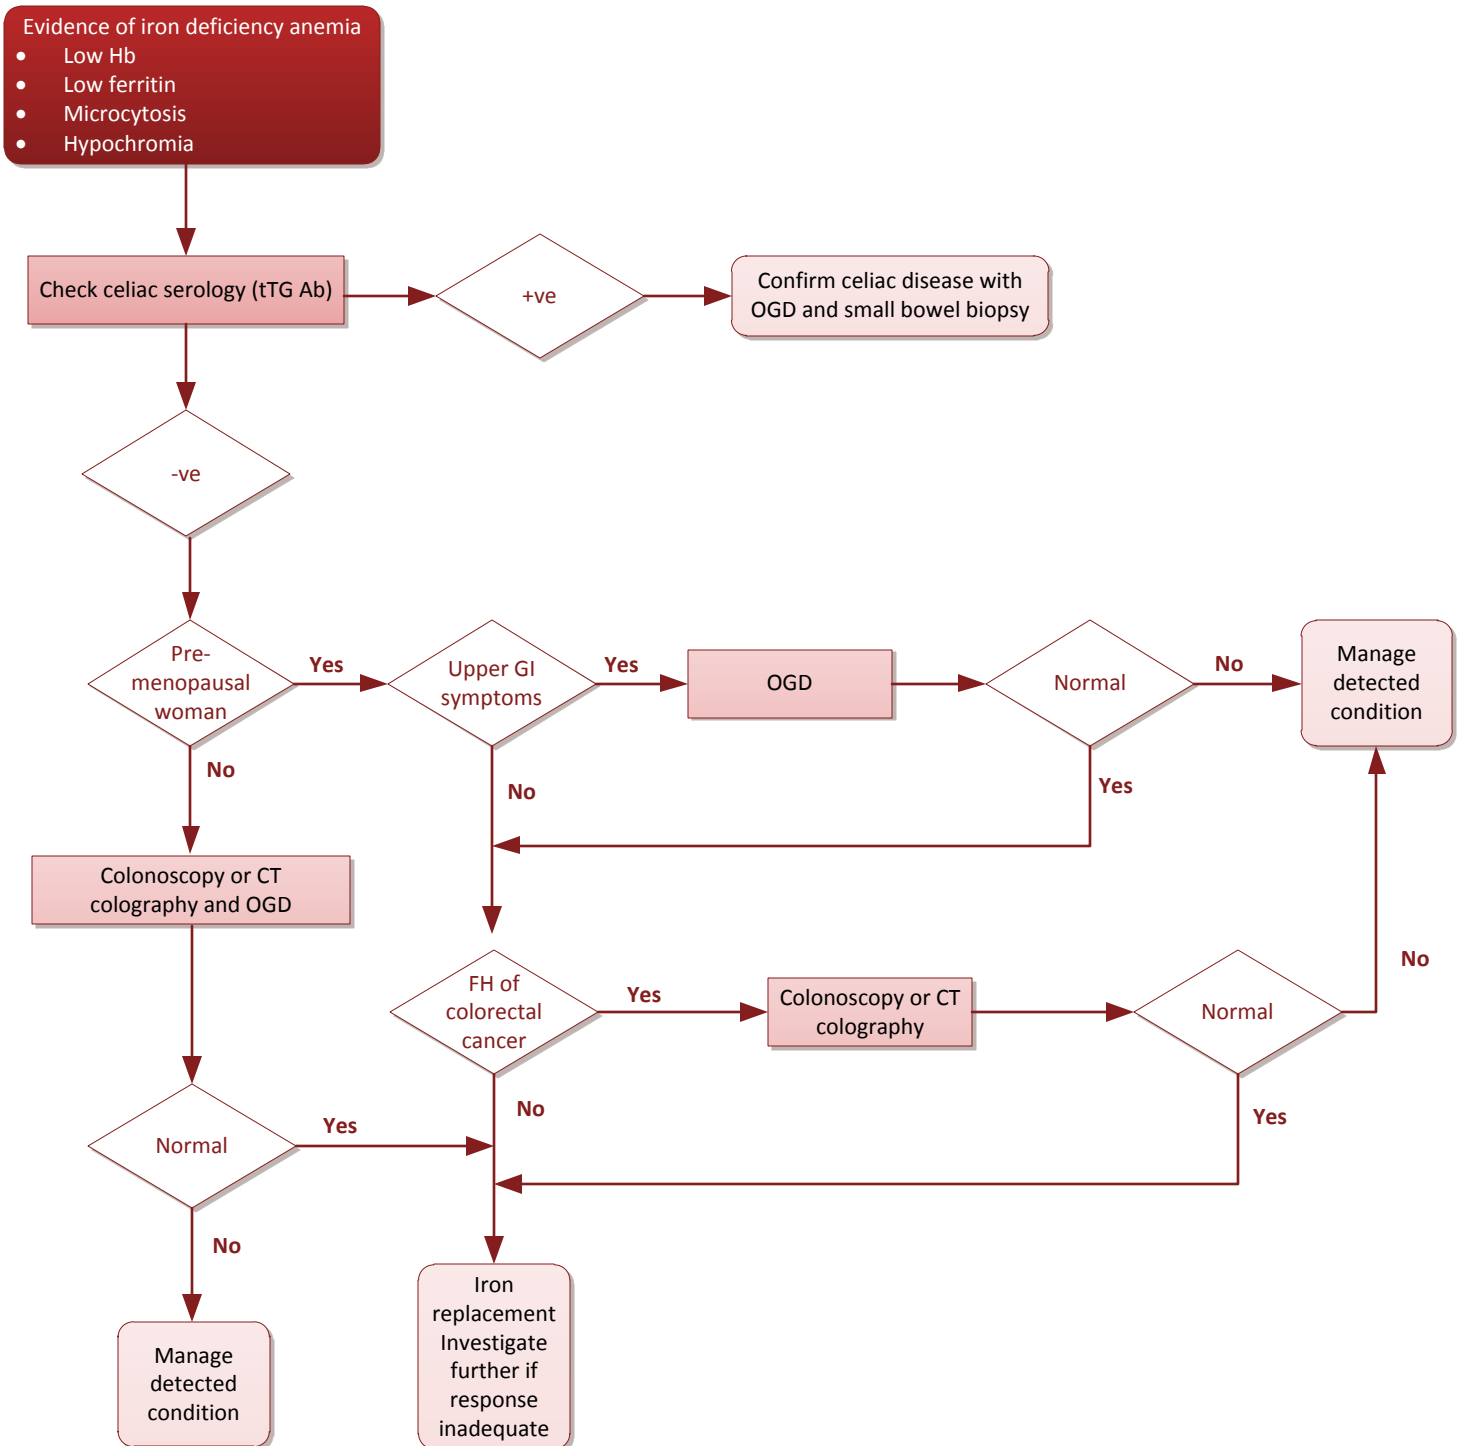 Evidence of iron deficiency anemia
• Low Hb
• Low ferritin
• Microcytosis
• Hypochromia
Check celiac serology (tTG Ab)
+ve
Confirm celiac disease with
OGD and small bowel biopsy
-ve
Pre-
menopausal
woman
Yes
Upper GI
symptoms
Yes
OGD
Normal
No
Manage
detected
condition
No
No
Yes
Colonoscopy or CT
colography and OGD
FH of
colorectal
cancer
Yes
Colonoscopy or CT
colography
Normal
No
Normal
Yes
No
Yes
No
Manage
detected
condition
Iron
replacement
Investigate
further if
response
inadequate